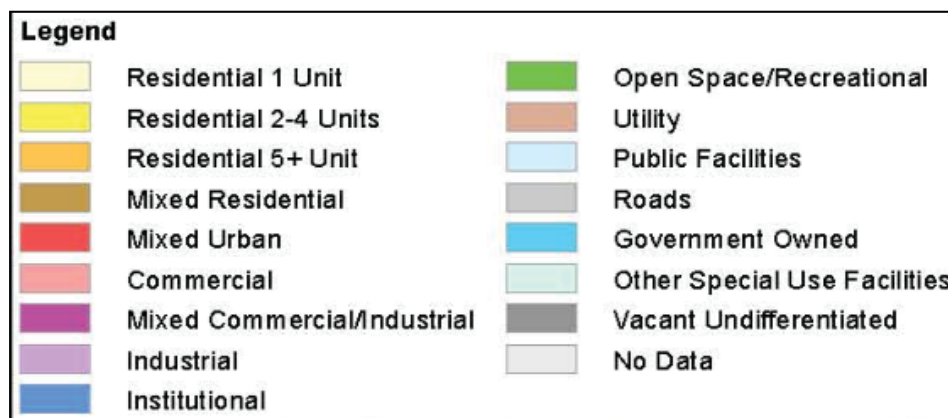 Legend
Residential 1 Unit
Residential 2-4 Units
Residential 5+ Unit
Mixed Residential
Mixed Urban
Commercial
Mixed Commercial/Industrial
Industrial
Institutional
Open Space/Recreational
Utility
Public Facilities
Roads
Government Owned
Other Special Use Facilities
Vacant Undifferentiated
No Data